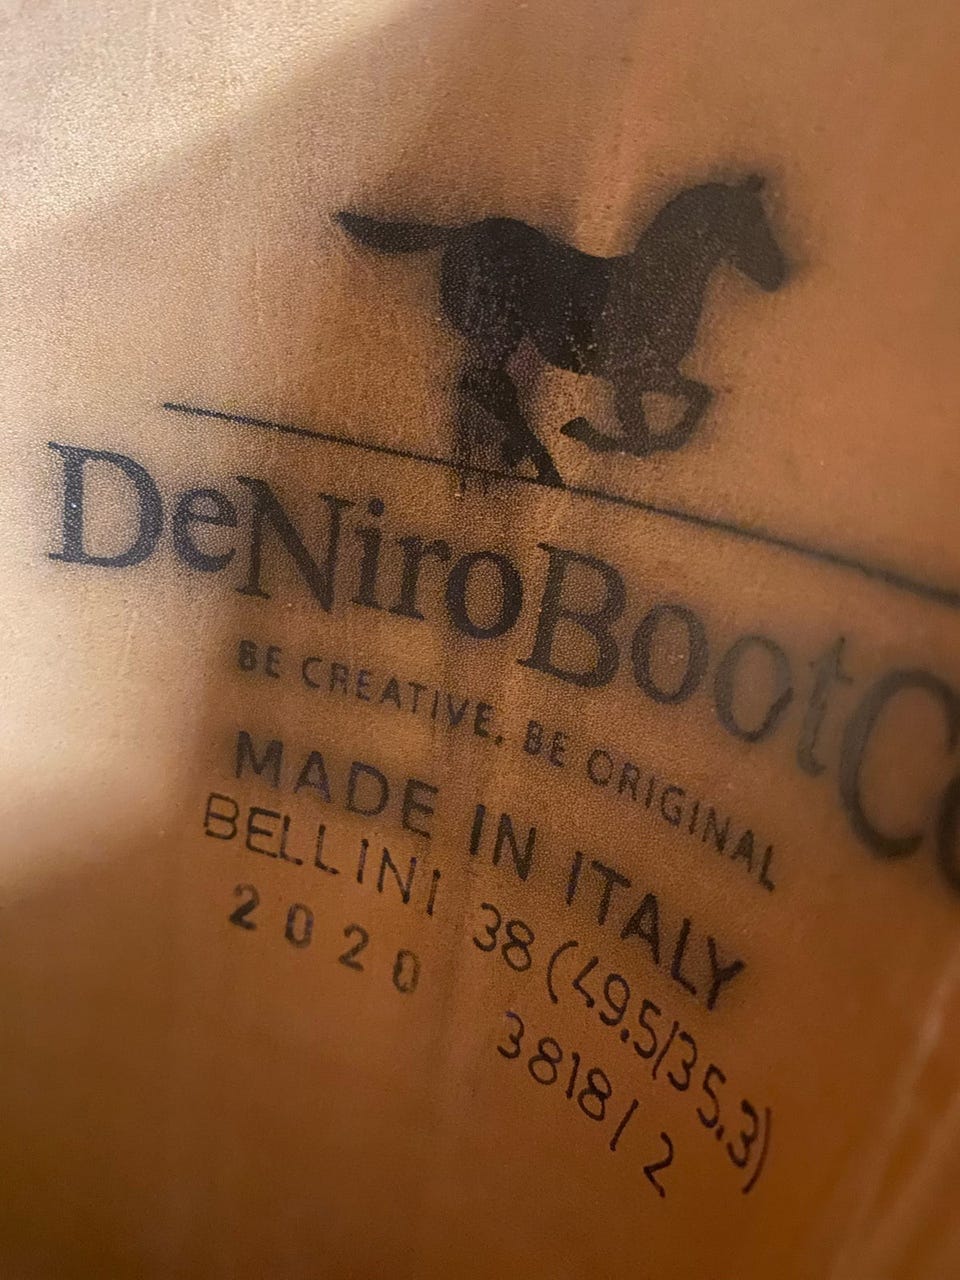 DeNiroBootCo
BE CREATIVE. BE ORIGINAL
MADE IN ITALY
BELLINI 38 (49.5/35.3)
2020 3818/2